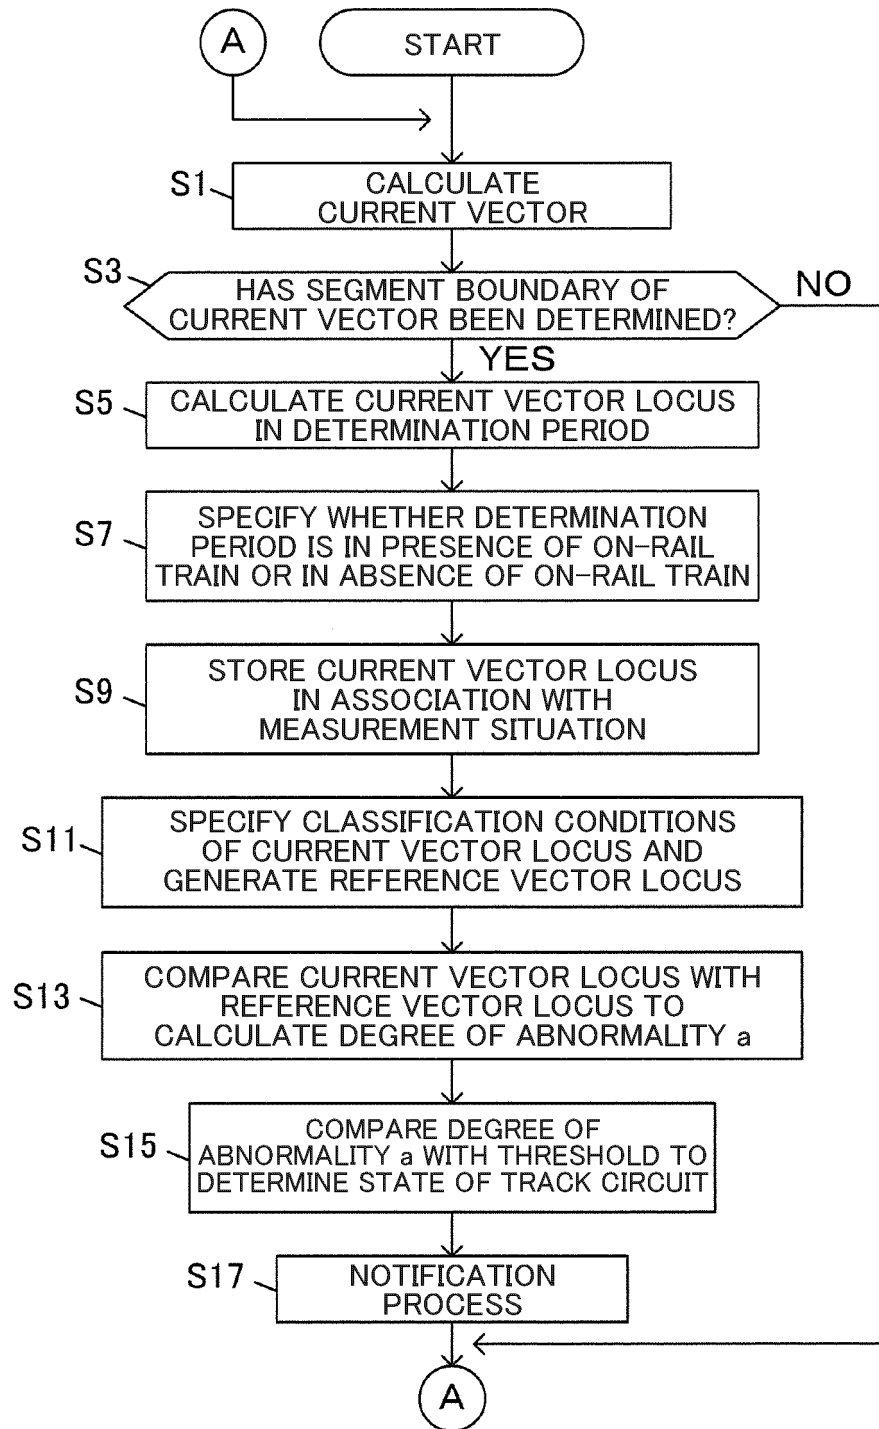 A
START
S1
CALCULATE
CURRENT VECTOR
S3
HAS SEGMENT BOUNDARY OF
CURRENT VECTOR BEEN DETERMINED?
NO
YES
S5
CALCULATE CURRENT VECTOR LOCUS
IN DETERMINATION PERIOD
S7
SPECIFY WHETHER DETERMINATION
PERIOD IS IN PRESENCE OF ON-RAIL
TRAIN OR IN ABSENCE OF ON-RAIL TRAIN
S9
STORE CURRENT VECTOR LOCUS
IN ASSOCIATION WITH
MEASUREMENT SITUATION
S11
SPECIFY CLASSIFICATION CONDITIONS
OF CURRENT VECTOR LOCUS AND
GENERATE REFERENCE VECTOR LOCUS
S13
COMPARE CURRENT VECTOR LOCUS WITH
REFERENCE VECTOR LOCUS TO
CALCULATE DEGREE OF ABNORMALITY a
S15
COMPARE DEGREE OF
ABNORMALITY a WITH THRESHOLD TO
DETERMINE STATE OF TRACK CIRCUIT
S17
NOTIFICATION
PROCESS
A